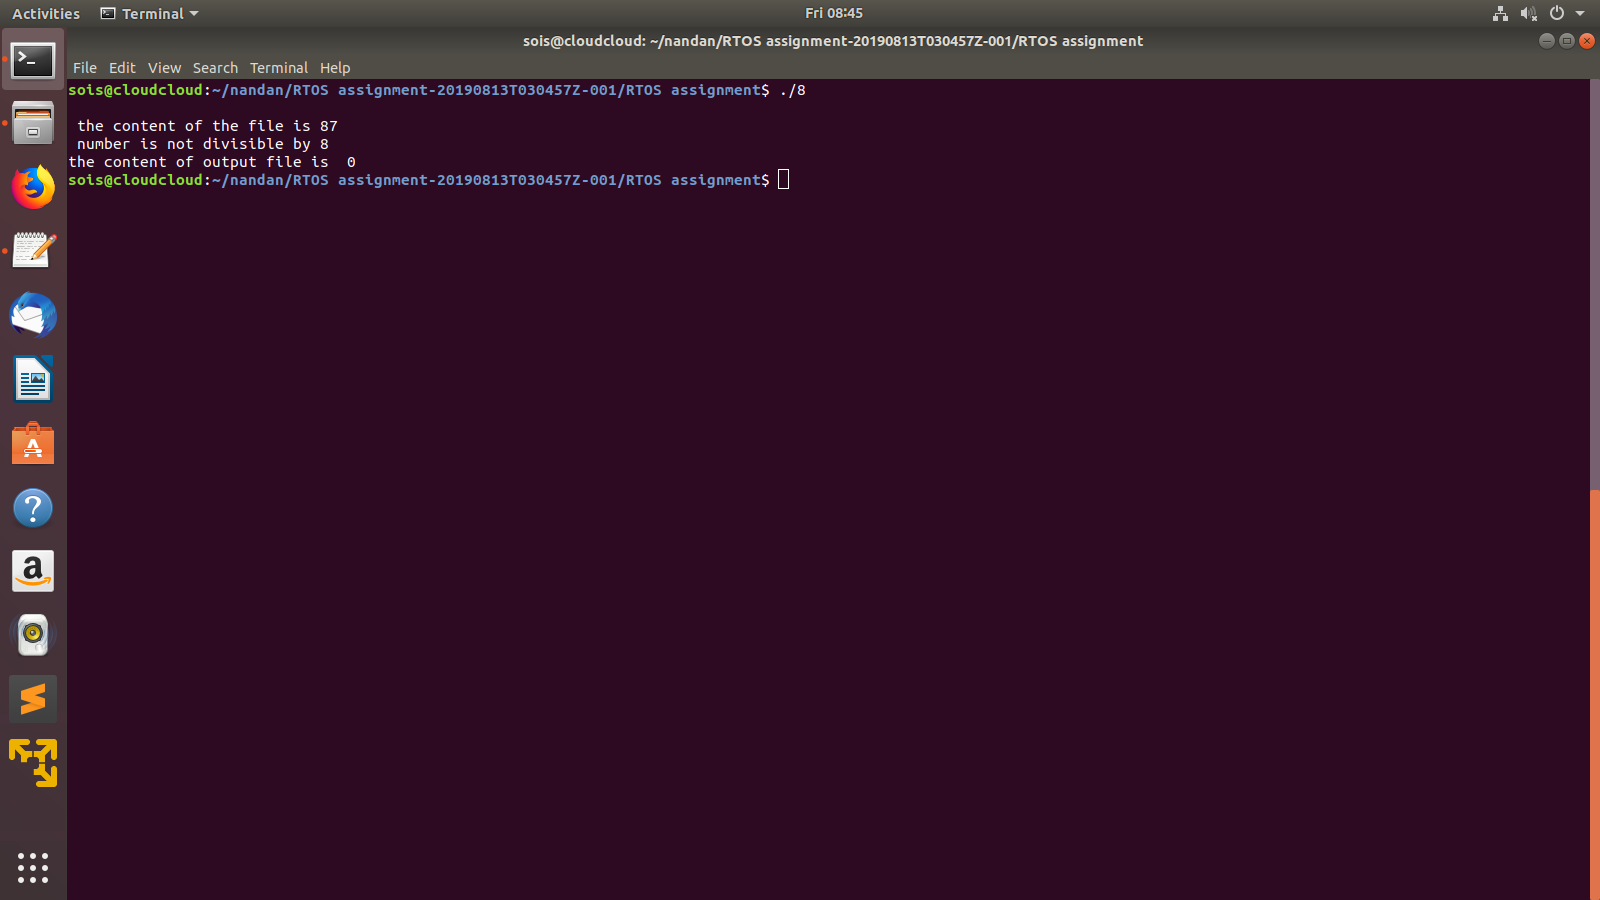 Activities Terminal Fri 08:45
sois@cloudcloud: ~/nandan/RTOS assignment-20190813T030457Z-001/RTOS assignment
File Edit View Search Terminal Help
sois@cloudcloud:~/nandan/RTOS assignment-20190813T030457Z-001/RTOS assignment$ ./8
the content of the file is 87
number is not divisible by 8
the content of output file is  0
sois@cloudcloud:~/nandan/RTOS assignment-20190813T030457Z-001/RTOS assignment$